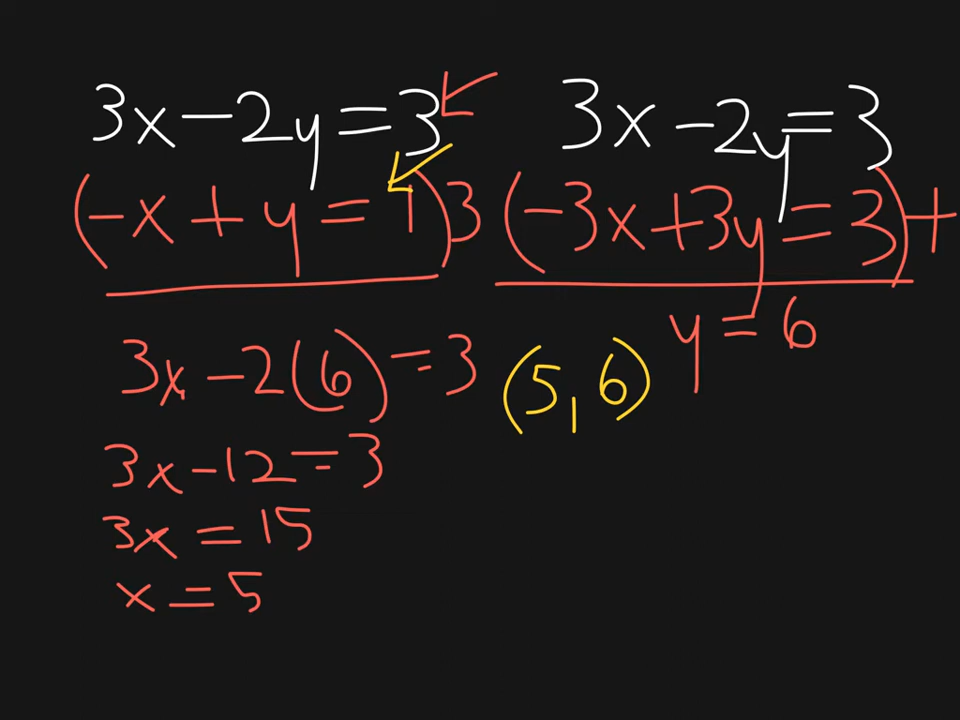 3x-2y=3
(-x+y=1)3
3x-2(6)=3
3x-12=3
3x=15
x=5
3x-2y=3
(-3x+3y=3)+
y=6
(5,6)